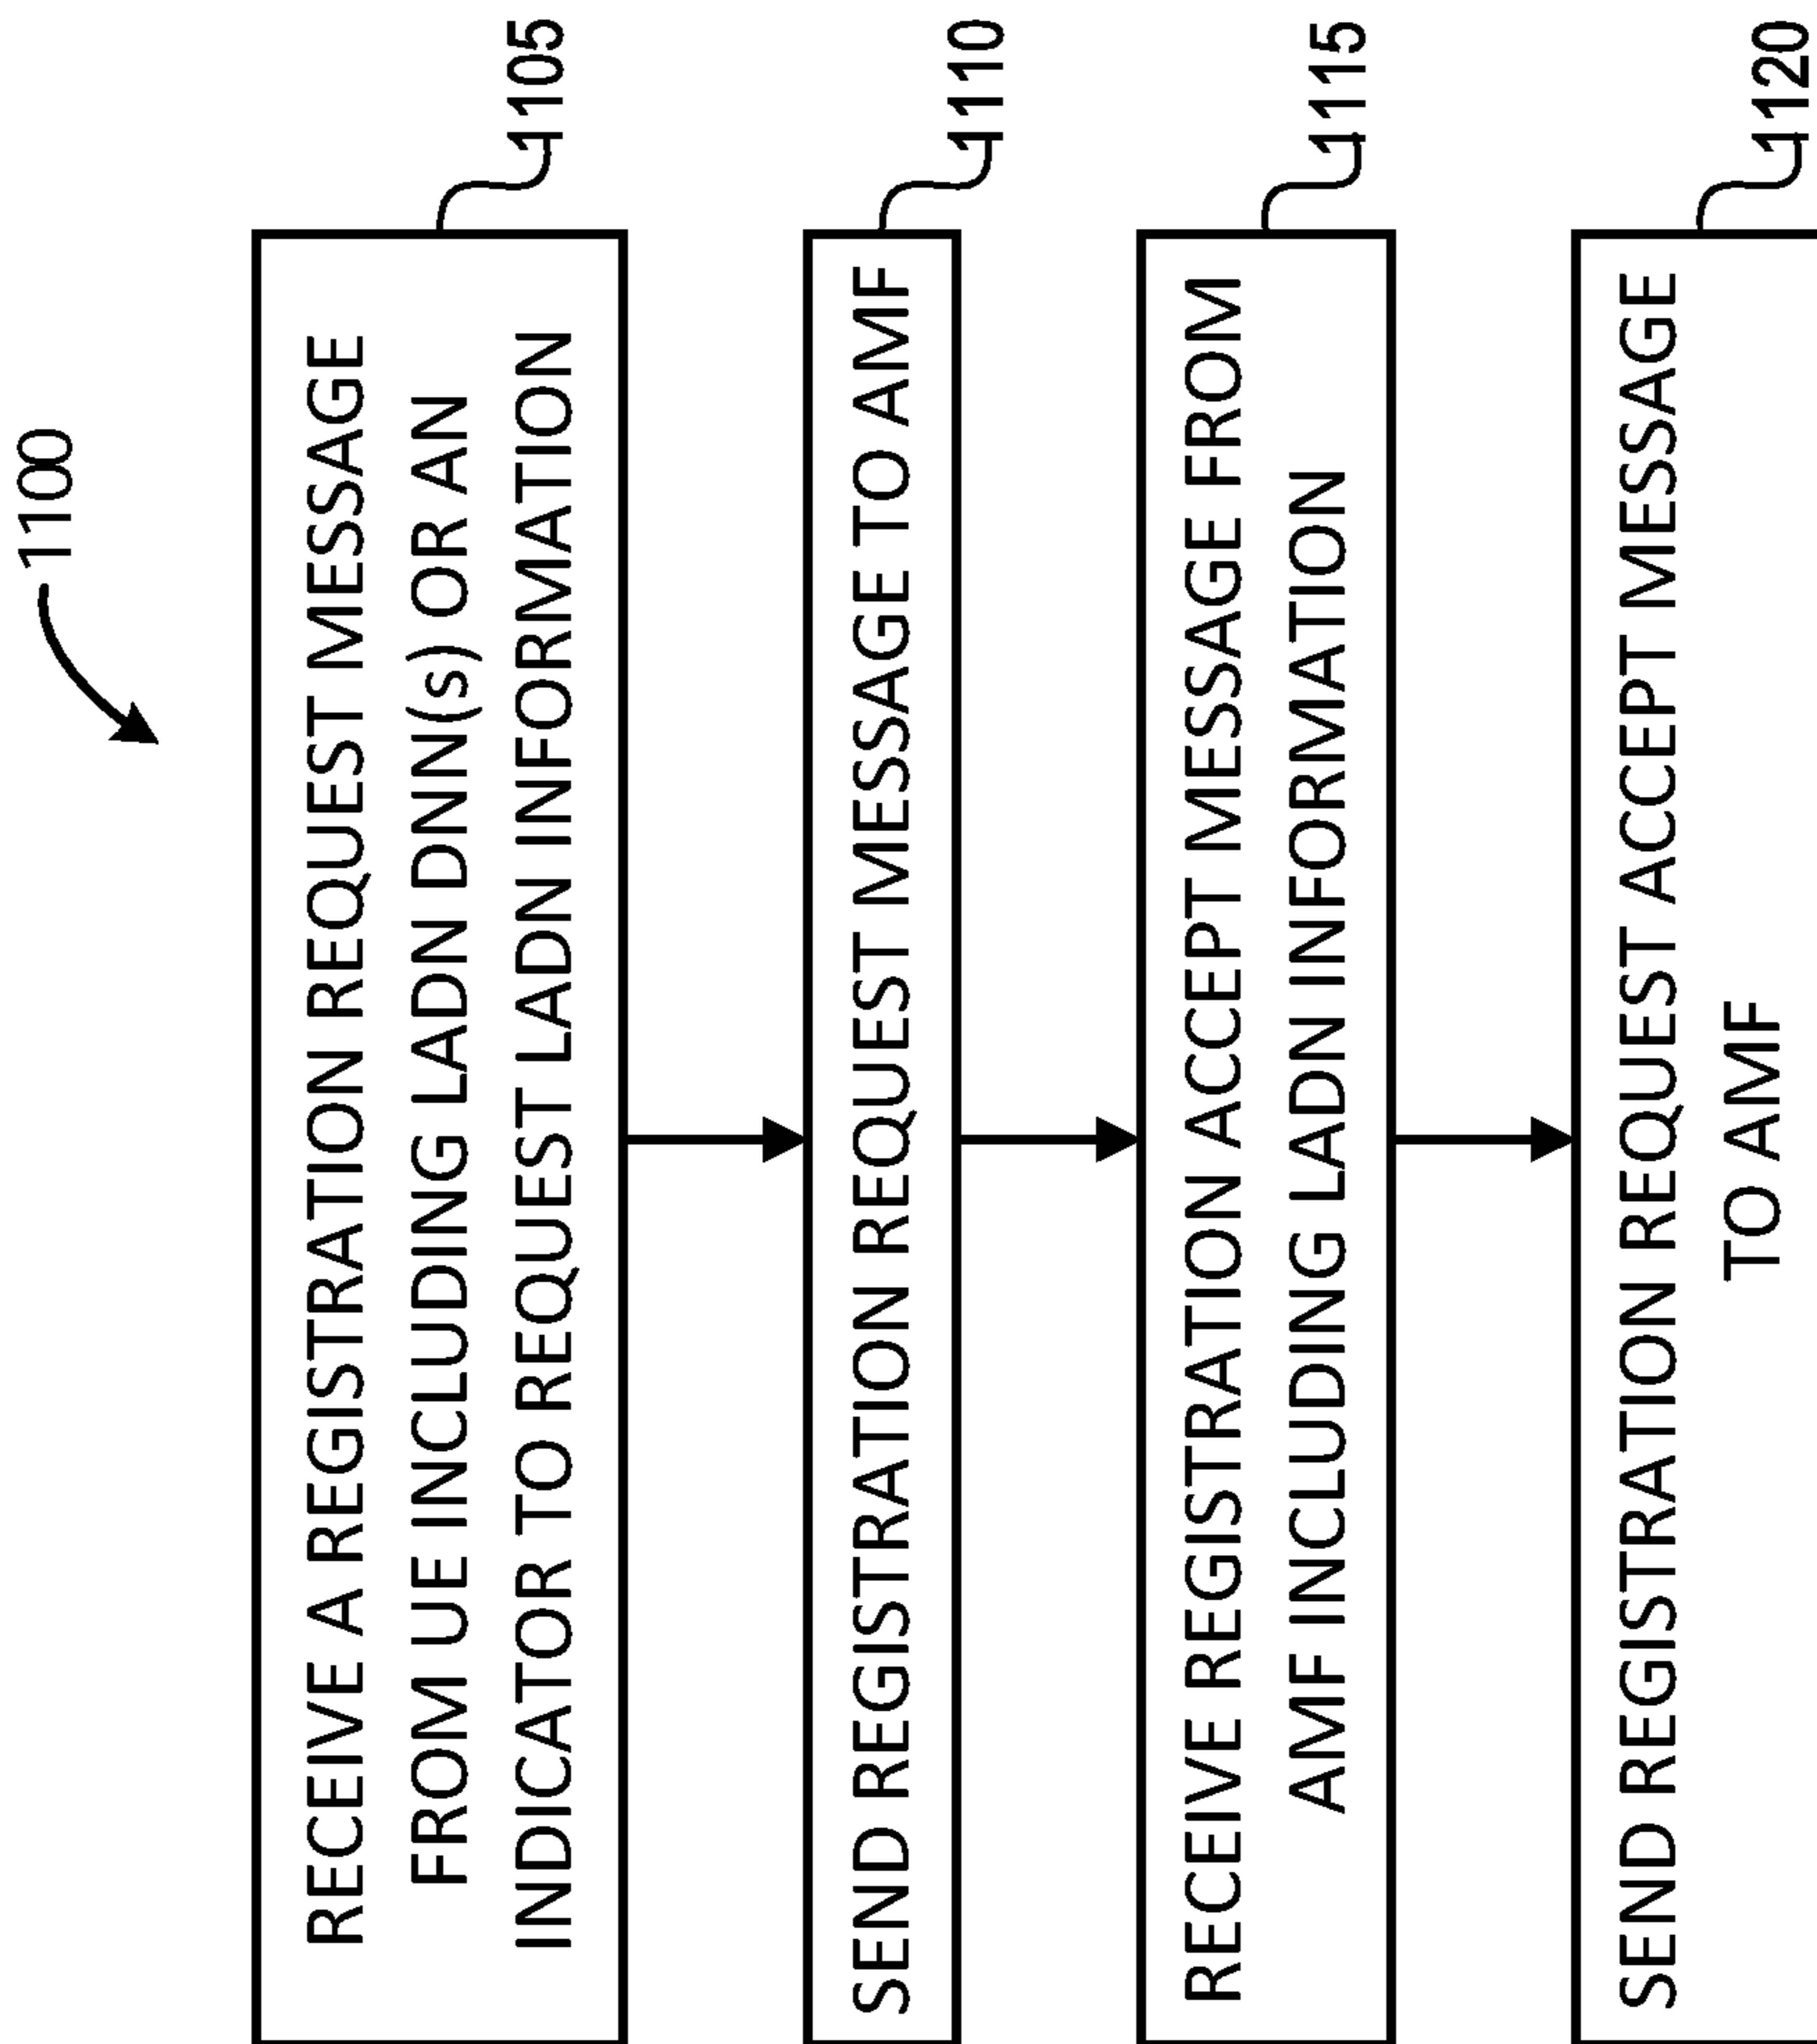 1100
RECEIVE A REGISTRATION REQUEST MESSAGE
FROM UE INCLUDING LADN DNN(s) OR AN
INDICATOR TO REQUEST LADN INFORMATION
1105
SEND REGISTRATION REQUEST MESSAGE TO AMF
1110
RECEIVE REGISTRATION ACCEPT MESSAGE FROM
AMF INCLUDING LADN INFORMATION
1115
SEND REGISTRATION REQUEST ACCEPT MESSAGE
TO AMF
1120